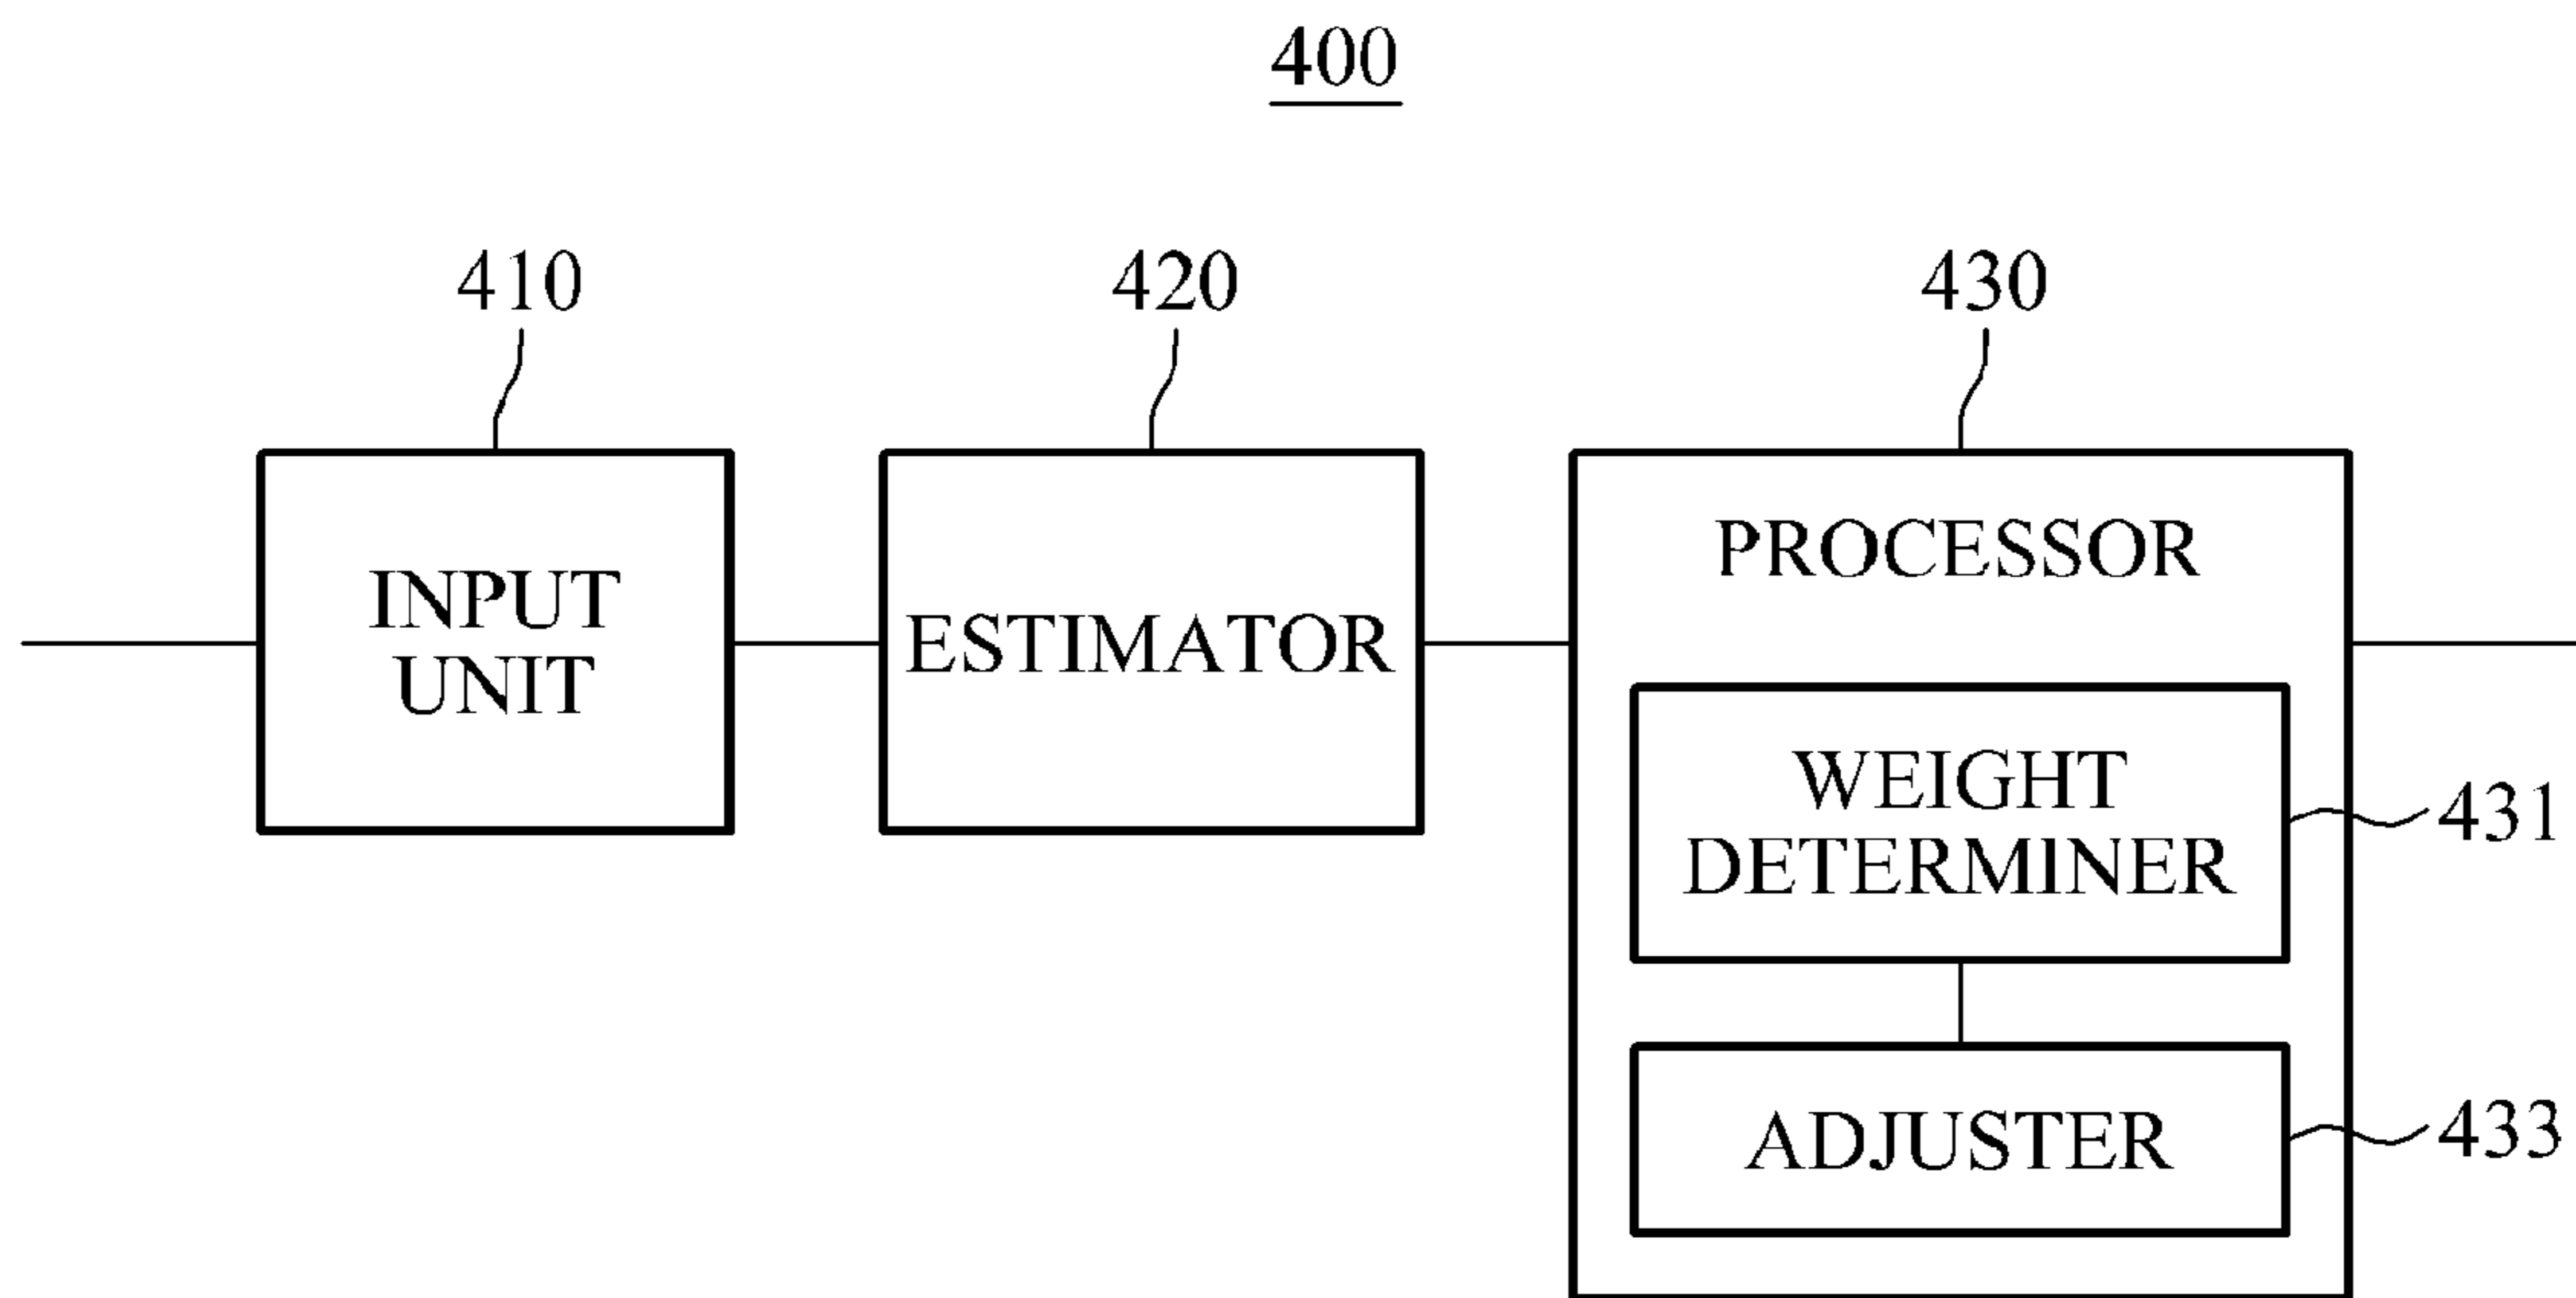 400
410
420
430
INPUT
UNIT
ESTIMATOR
PROCESSOR
WEIGHT
DETERMINER
431
ADJUSTER
433